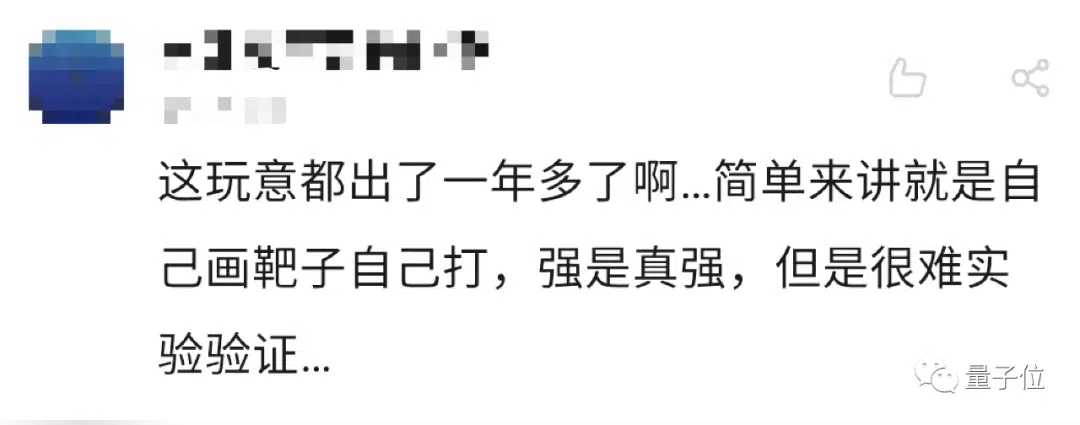 这玩意都出了一年多了啊...简单来讲就是自
己画靶子自己打，强是真强，但是很难实
验验证...
量子位